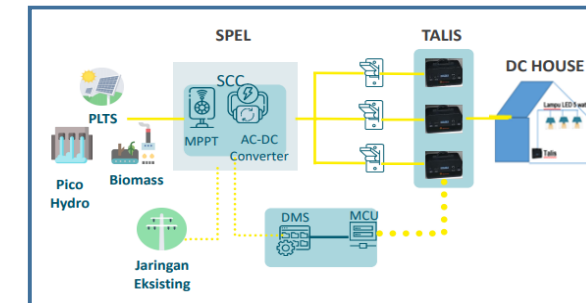 SPEL
TALIS
DC HOUSE
SCC
PLTS
MPPT
AC-DC
Converter
Pico
Hydro
Biomass
Lampu LED 5 watt
Talis
DMS
MCU
Jaringan
Eksisting